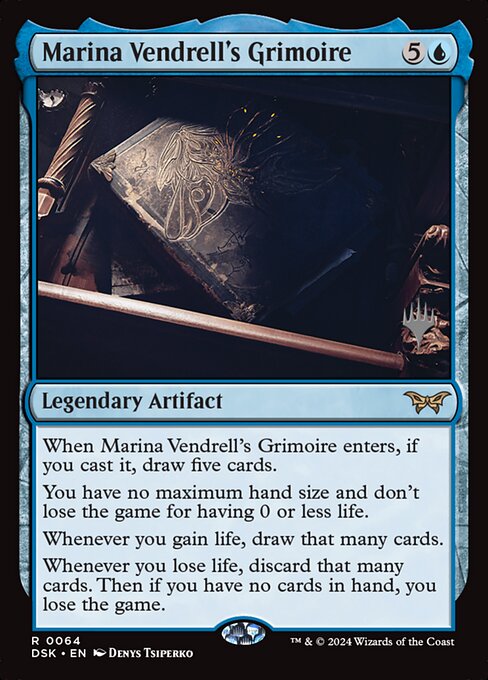 Marina Vendrell's Grimoire 5
Legendary Artifact
When Marina Vendrell's Grimoire enters, if
you cast it, draw five cards.
You have no maximum hand size and don't
lose the game for having 0 or less life.
Whenever you gain life, draw that many cards.
Whenever you lose life, discard that many
cards. Then if you have no cards in hand, you
lose the game.
R 0064
DSK • EN Denys Tsiperko
™ & © 2024 Wizards of the Coast